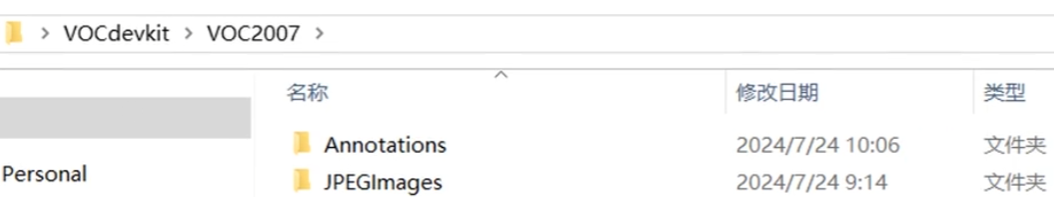 > VOCdevkit > VOC2007 >
名称 修改日期 类型
Annotations 2024/7/24 10:06 文件夹
Personal
JPEGImages 2024/7/24 9:14 文件夹